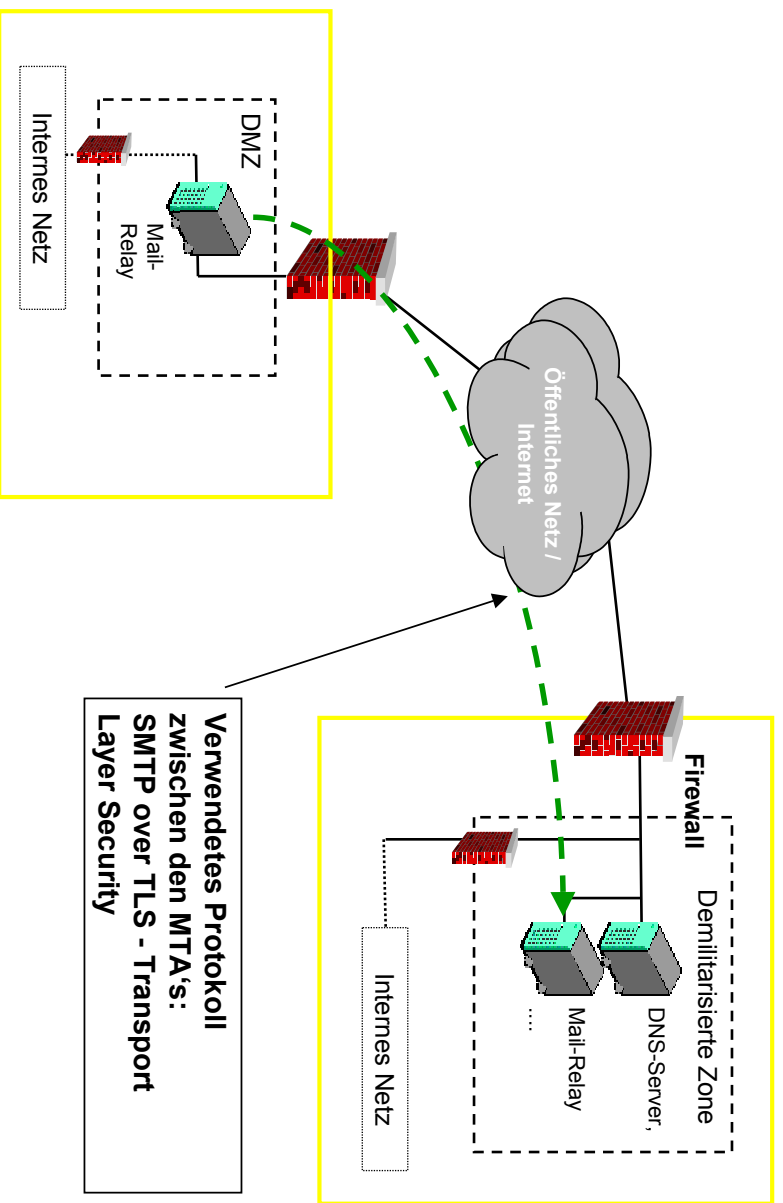 DMZ
Mail-
Relay
Internes Netz
Öffentliches Netz /
Internet
Firewall
Demilitarisierte Zone
DNS-Server,
Mail-Relay
....
Internes Netz
Verwendetes Protokoll
zwischen den MTA‘s:
SMTP over TLS - Transport
Layer Security